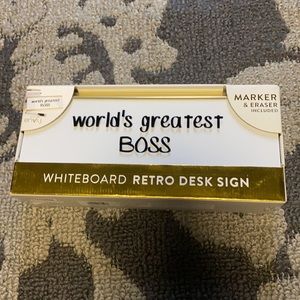 world's greatest
BOSS
MARKER
& ERASER
INCLUDED
world's greatest
BOSS
WHITEBOARD RETRO DESK SIGN